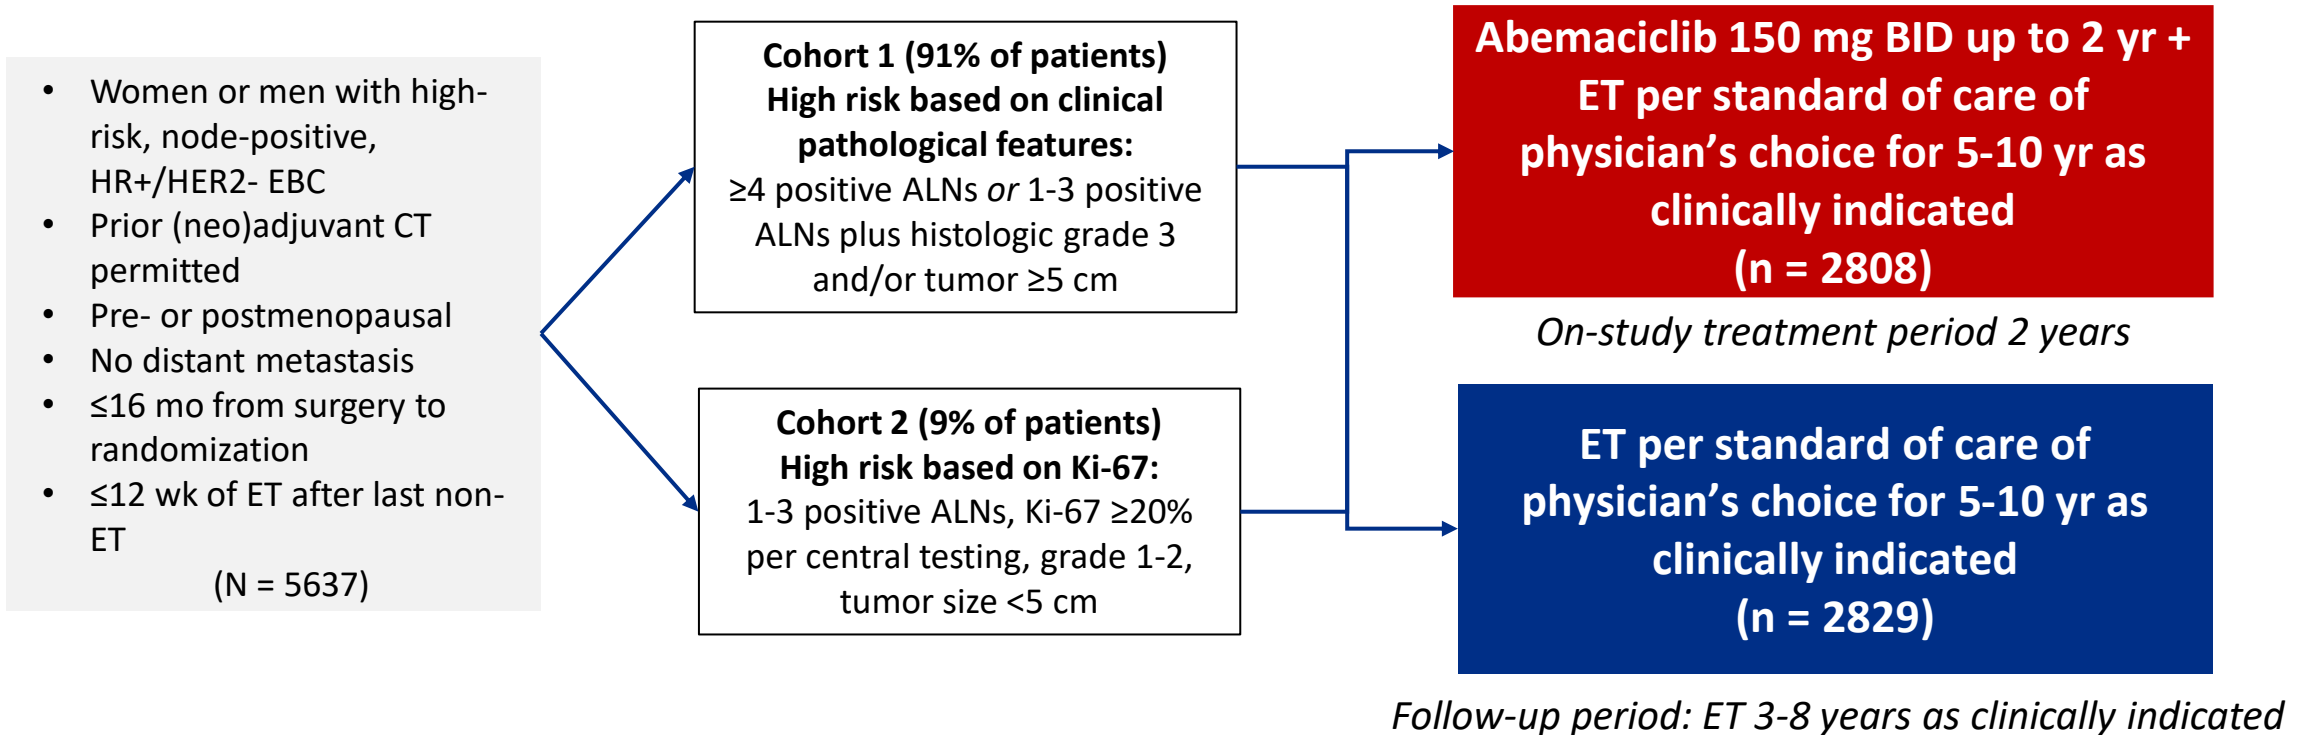 • Women or men with high-
risk, node-positive,
HR+/HER2- EBC
• Prior (neo)adjuvant CT
permitted
• Pre- or postmenopausal
• No distant metastasis
• ≤16 mo from surgery to
randomization
• ≤12 wk of ET after last non-
ET
(N = 5637)
Cohort 1 (91% of patients)
High risk based on clinical
pathological features:
≥4 positive ALNs or 1-3 positive
ALNs plus histologic grade 3
and/or tumor ≥5 cm
Cohort 2 (9% of patients)
High risk based on Ki-67:
1-3 positive ALNs, Ki-67 ≥20%
per central testing, grade 1-2,
tumor size <5 cm
Abemaciclib 150 mg BID up to 2 yr +
ET per standard of care of
physician’s choice for 5-10 yr as
clinically indicated
(n = 2808)
On-study treatment period 2 years
ET per standard of care of
physician’s choice for 5-10 yr as
clinically indicated
(n = 2829)
Follow-up period: ET 3-8 years as clinically indicated